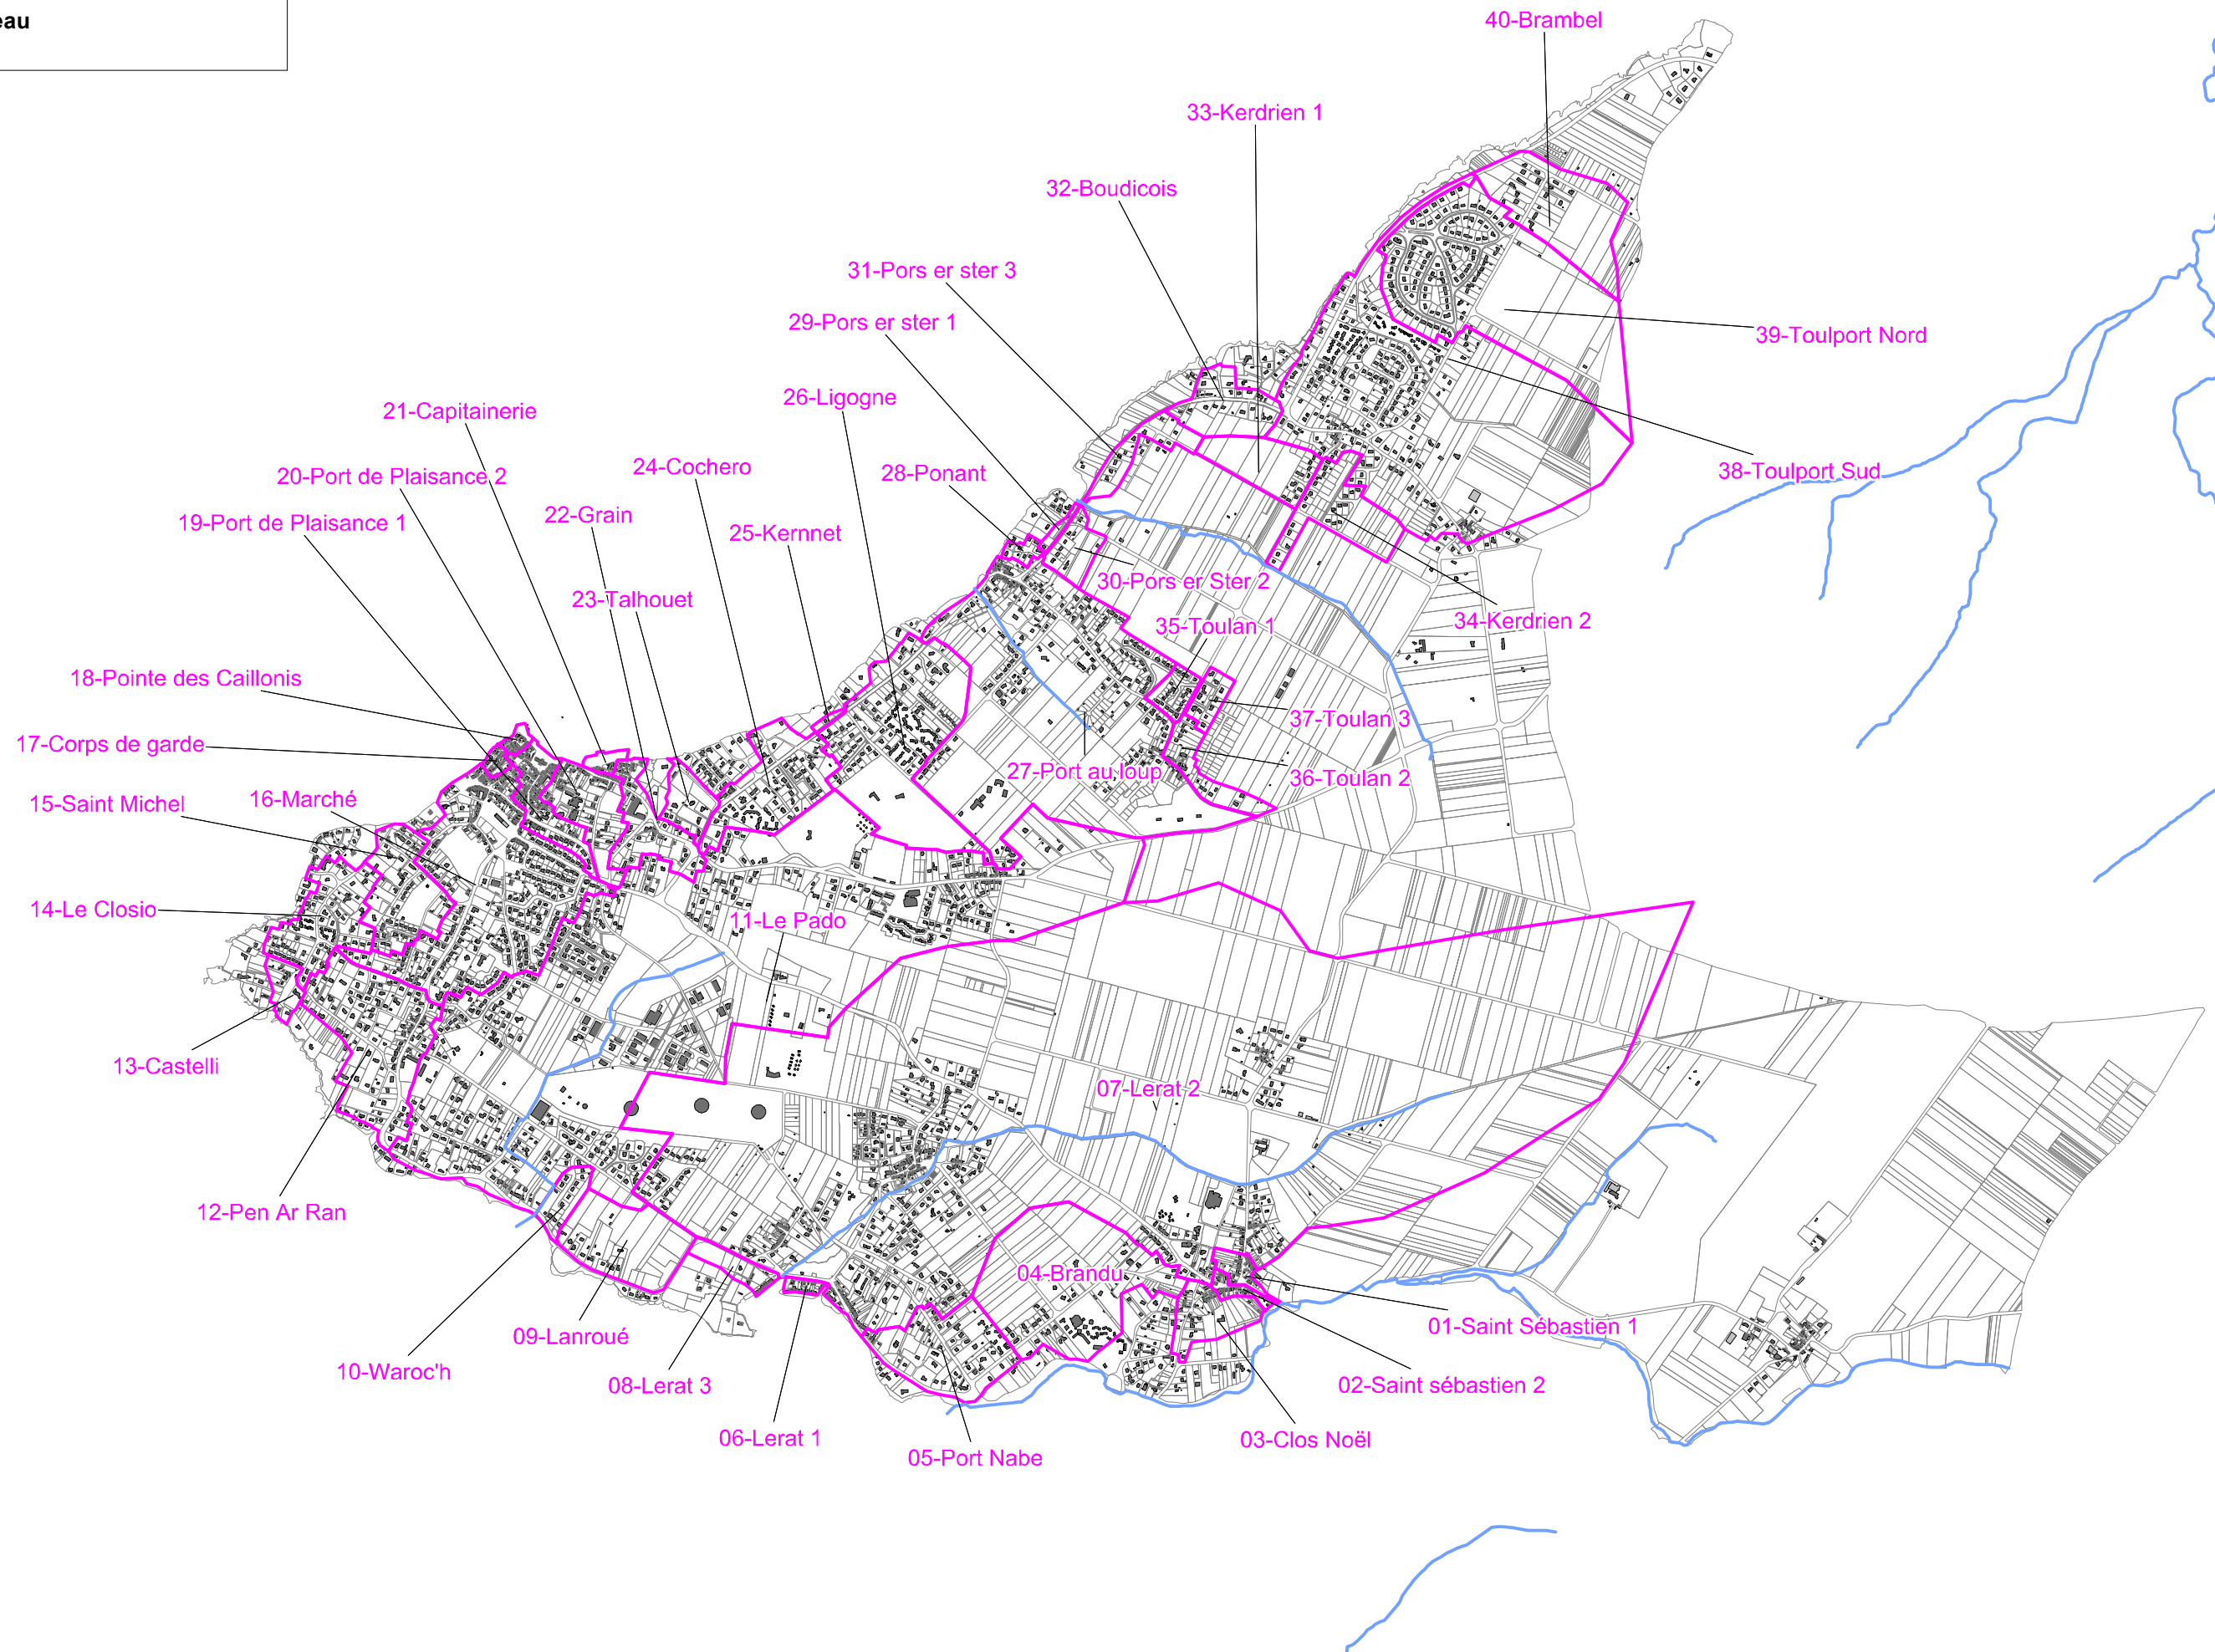 eau
40-Brambel
33-Kerdrien 1
32-Boudicois
31-Pors er ster 3
29-Pors er ster 1
39-Toulport Nord
26-Ligogne
21-Capitainerie
38-Toulport Sud
24-Cochero
28-Ponant
20-Port de Plaisance 2
22-Grain
19-Port de Plaisance 1
25-Kernnet
30-Pors er Ster 2
23-Talhouet
34-Kerdrien 2
35-Toulan 1
18-Pointe des Caillonis
37-Toulan 3
17-Corps de garde
27-Port au loup
36-Toulan 2
16-Marché
15-Saint Michel
14-Le Closio
11-Le Pado
13-Castelli
07-Lerat 2
12-Pen Ar Ran
04-Brandu
01-Saint Sébastien 1
09-Lanroué
10-Waroc'h
08-Lerat 3
02-Saint sébastien 2
06-Lerat 1
03-Clos Noël
05-Port Nabe